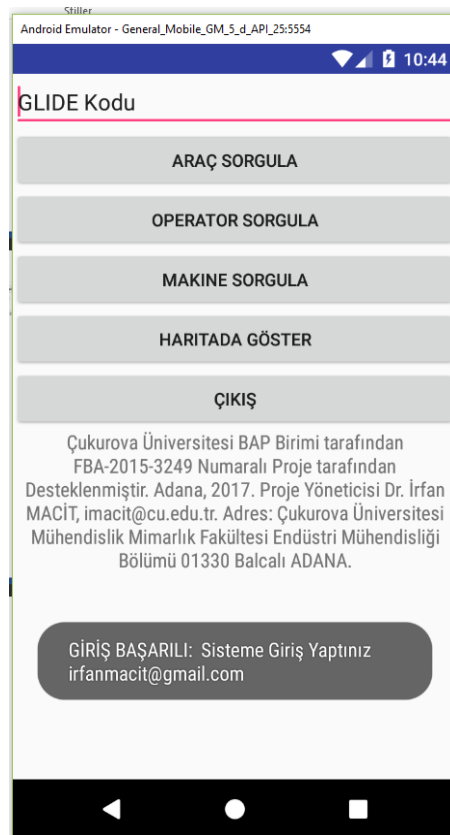 Stiller
Android Emulator - General_Mobile_GM_5_d_API_25:5554
10:44
GLIDE Kodu
ARAÇ SORGULA
OPERATOR SORGULA
MAKINE SORGULA
HARITADA GÖSTER
ÇIKIŞ
Çukurova Üniversitesi BAP Birimi tarafından
FBA-2015-3249 Numaralı Proje tarafından
Desteklenmiştir. Adana, 2017. Proje Yöneticisi Dr. İrfan
MACİT, imacit@cu.edu.tr. Adres: Çukurova Üniversitesi
Mühendislik Mimarlık Fakültesi Endüstri Mühendisliği
Bölümü 01330 Balcalı ADANA.
GİRİŞ BAŞARILI:  Sisteme Giriş Yaptınız
irfanmacit@gmail.com